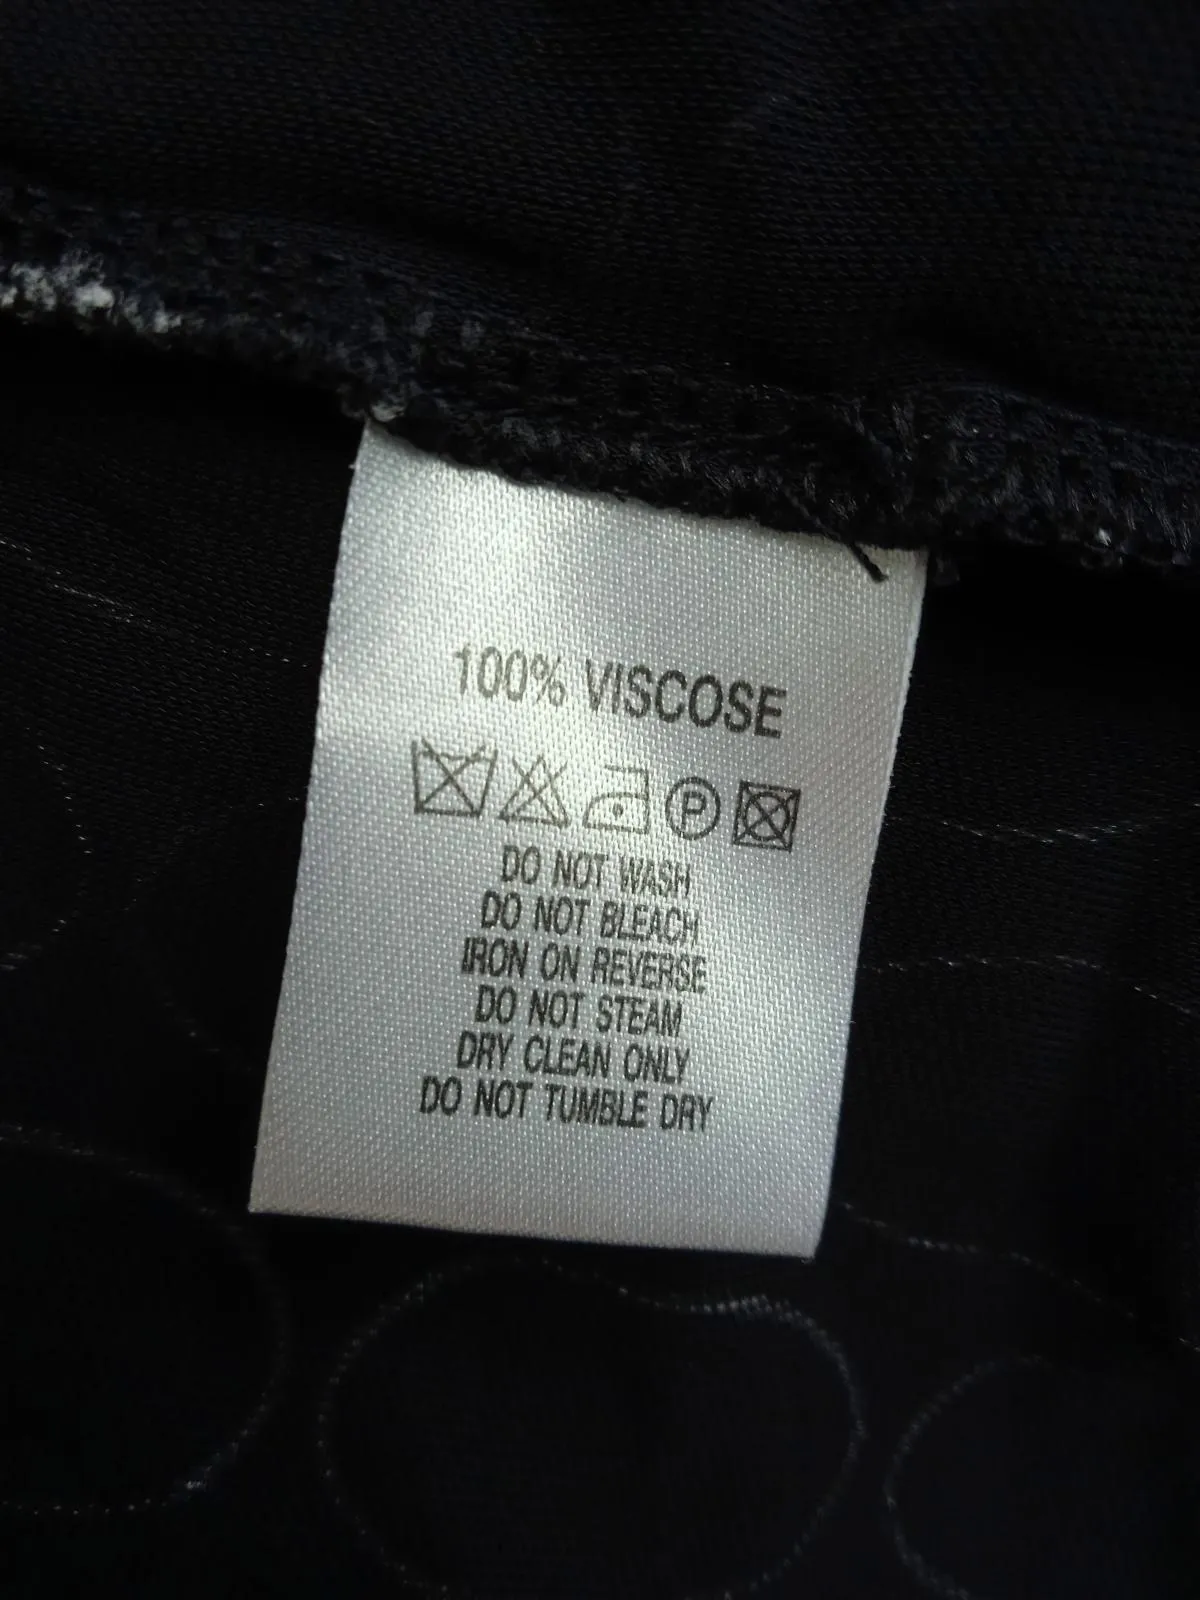 100% VISCOSE
P
DO NOT WASH
DO NOT BLEACH
IRON ON REVERSE
DO NOT STEAM
DRY CLEAN ONLY
DO NOT TUMBLE DRY